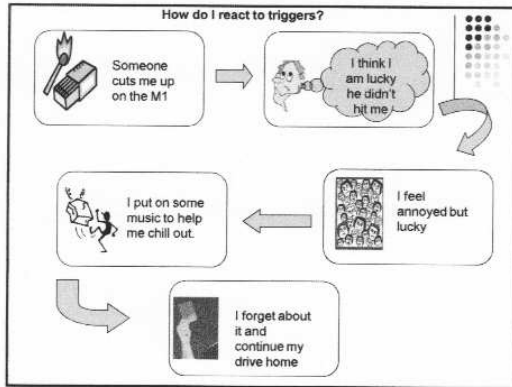 How do I react to triggers?
Someone
cuts me up
on the M1
I think I
am lucky
he didn't
hit me
I feel
annoyed but
lucky
I put on some
music to help
me chill out.
I forget about
it and
continue my
drive home